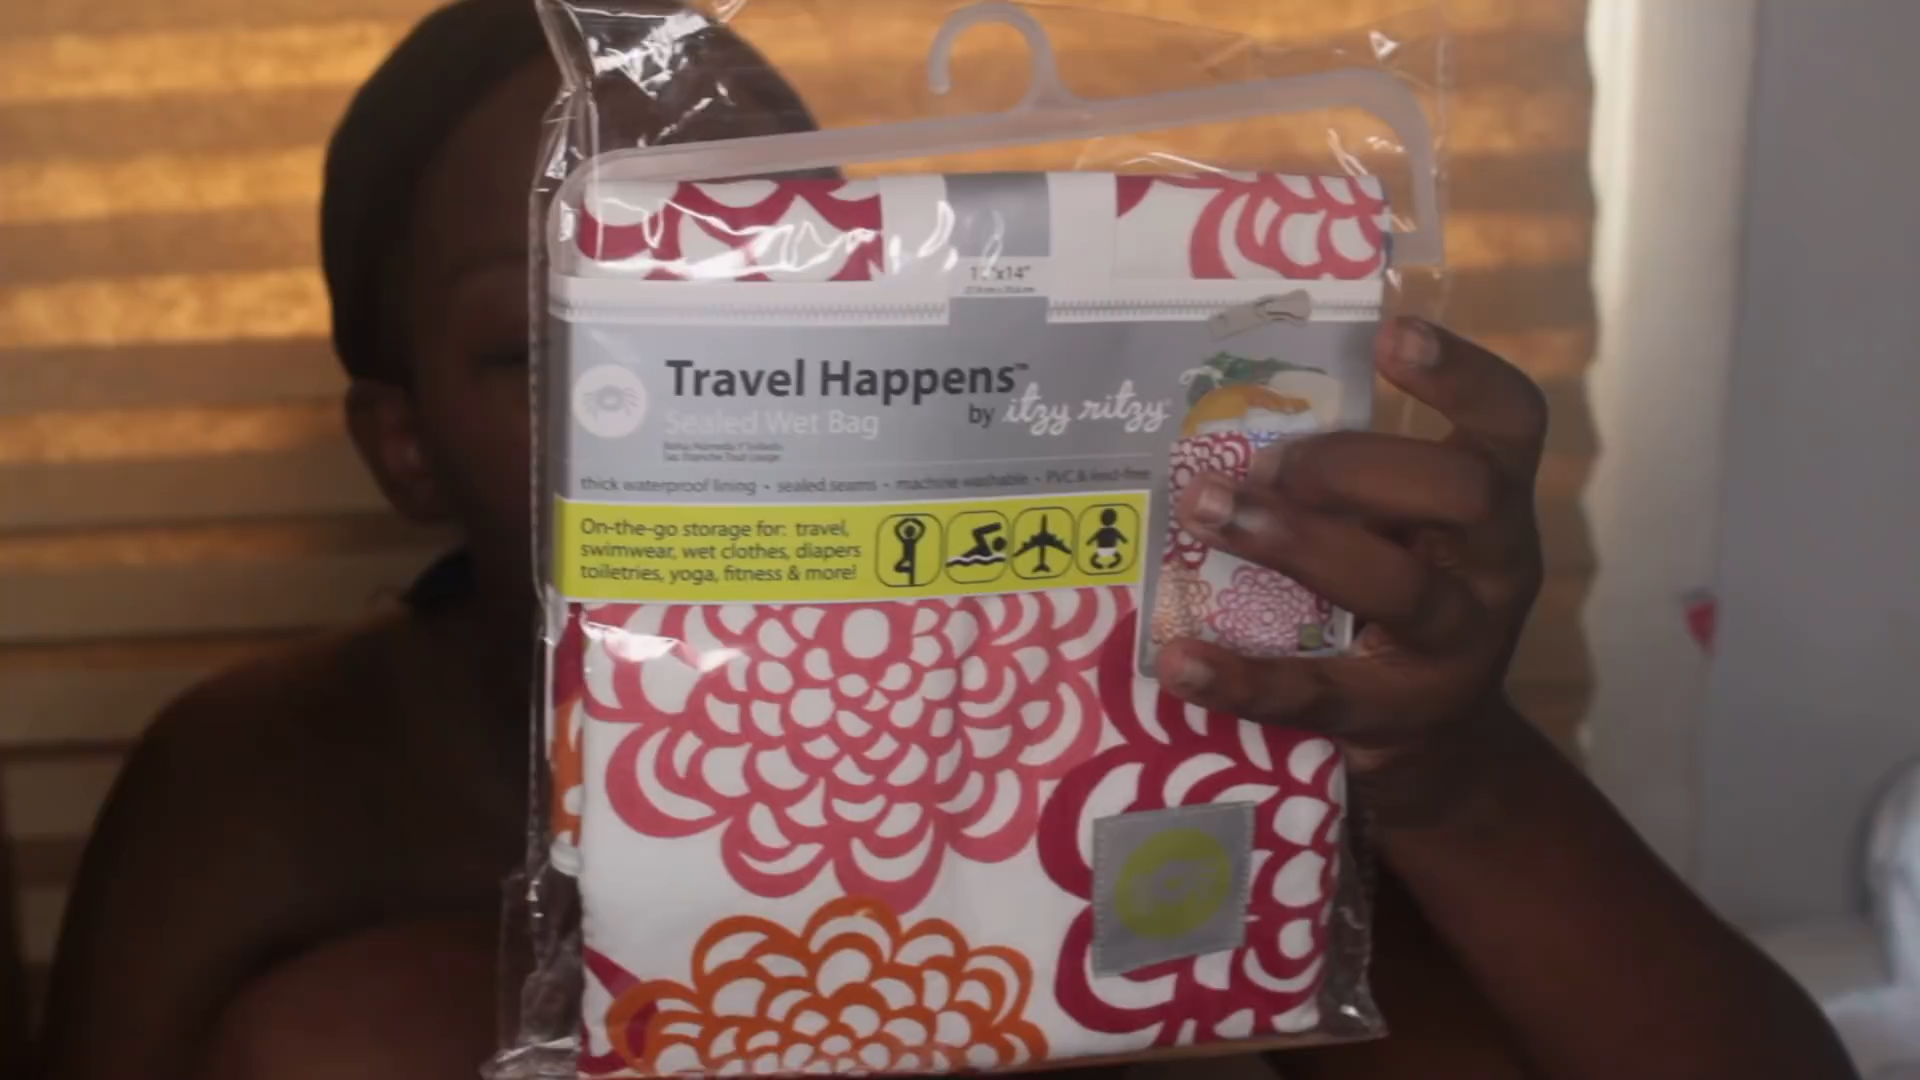 Travel Happens™
Sealed Wet Bag
by itzy ritzy®
thick waterproof lining • sealed seams • machine washable • PVC & lead-free
On-the-go storage for: travel,
swimwear, wet clothes, diapers
toiletries, yoga, fitness & more!